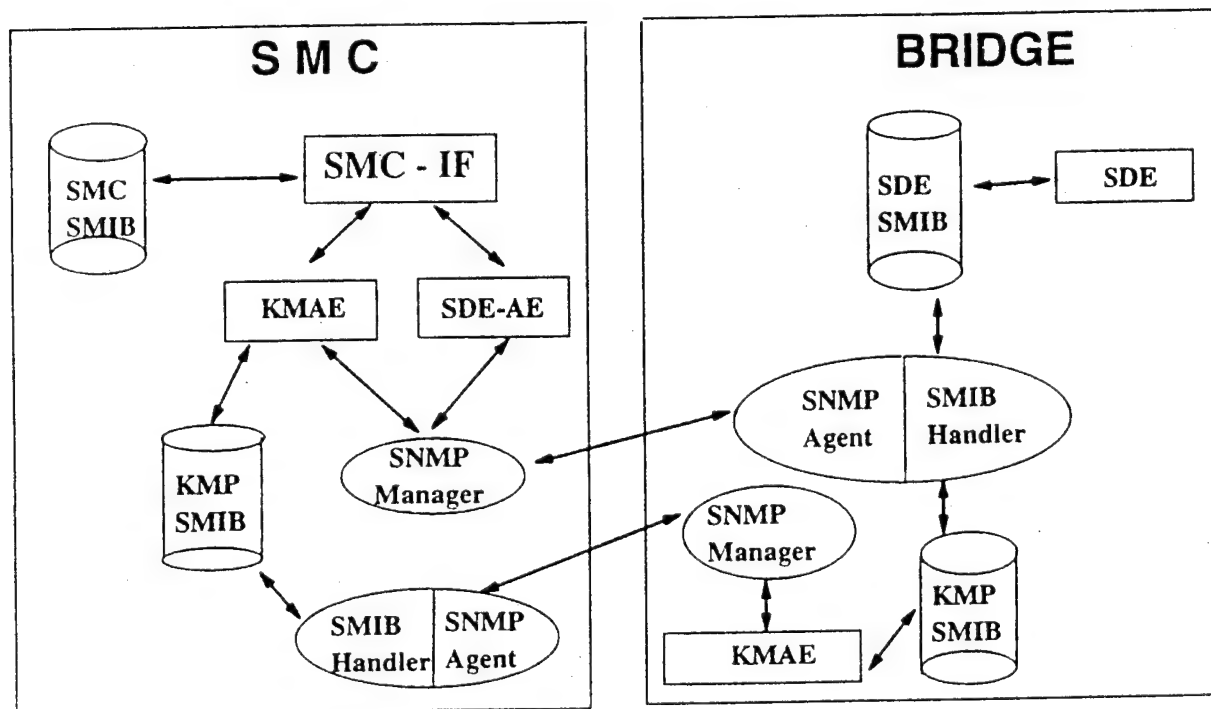 S M C
SMC - IF
SMC
SMIB
KMAE
SDE-AE
KMP
SMIB
SNMP
Manager
SMIB
Handler
SNMP
Agent
BRIDGE
SDE
SMIB
SDE
SNMP
Agent
SMIB
Handler
SNMP
Manager
KMP
SMIB
KMAE